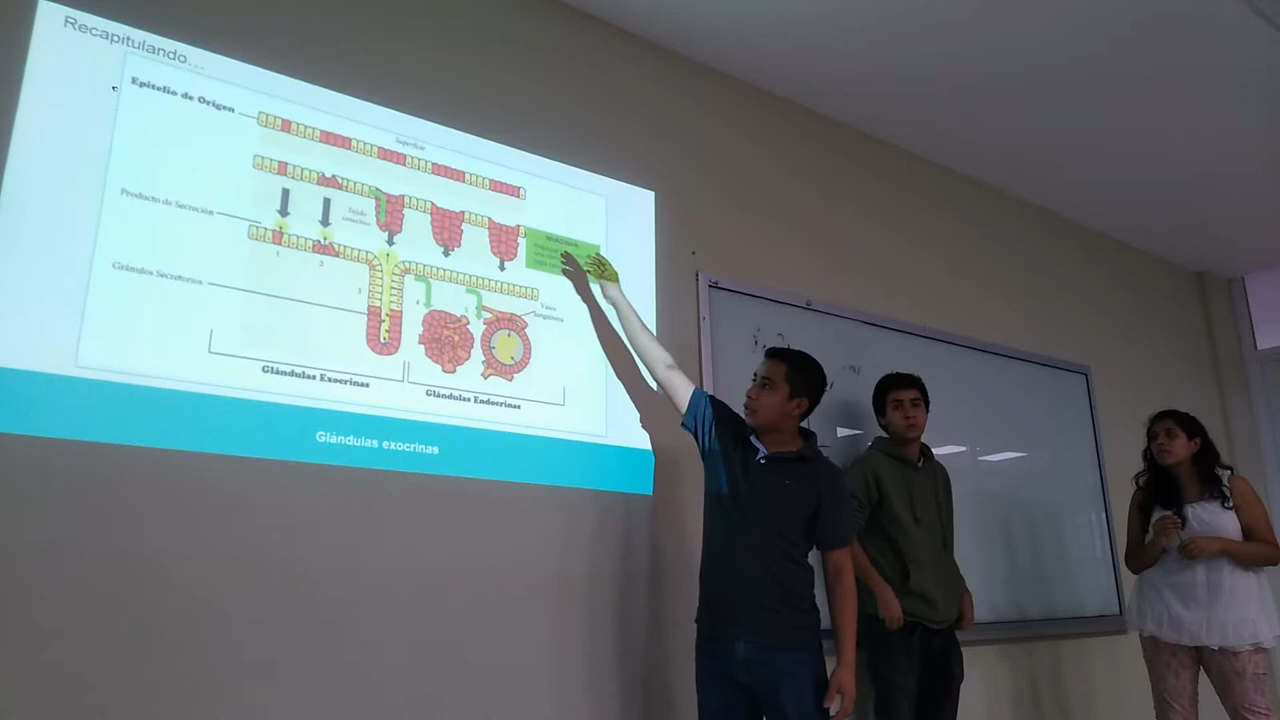 Recapitulando...
Epitelio de Origen
Superficie
Producto de Secreción
Tejido
conectivo
1
2
Gránulos Secretorios
3
4
5
Vasos
Sanguíneos
Glándulas Exocrinas
Glándulas Endocrinas
Glándulas exocrinas